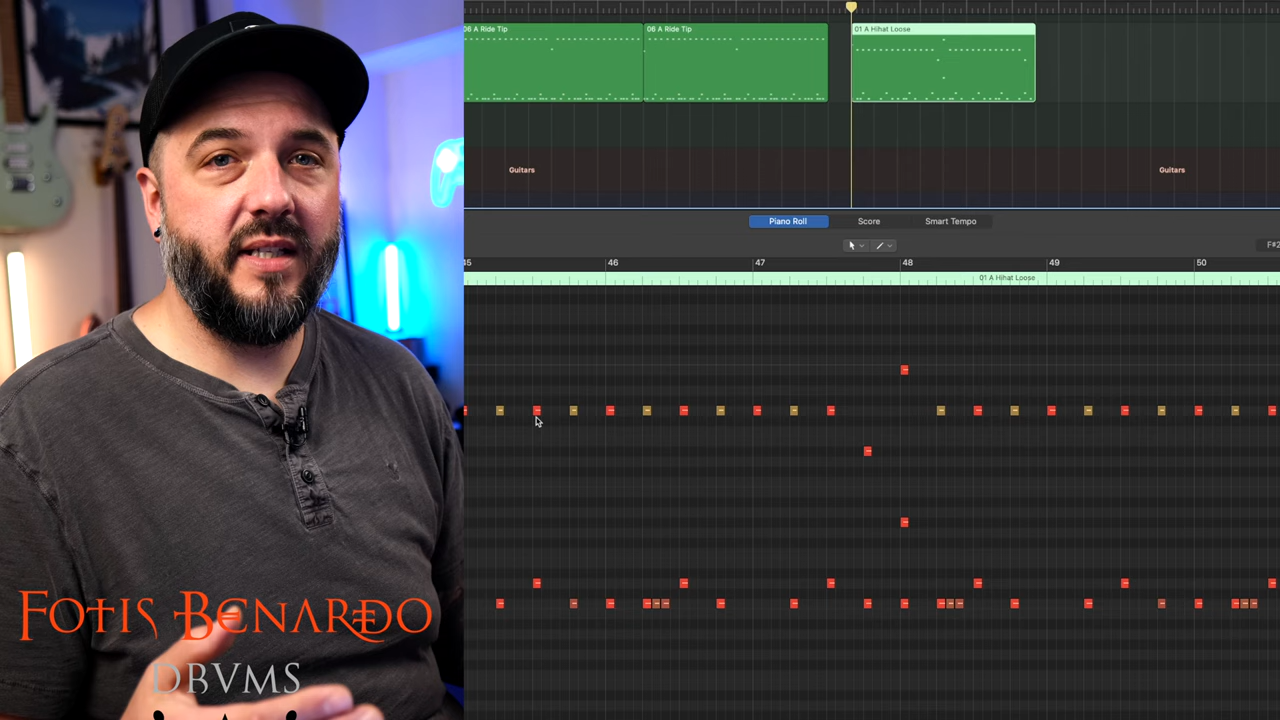 06 A Ride Tip
06 A Ride Tip
01 A Hihat Loose
Guitars
Guitars
Piano Roll
Score
Smart Tempo
F#2
45
46
47
48
49
50
01 A Hihat Loose
FOTIS BENARDO
DRVMS